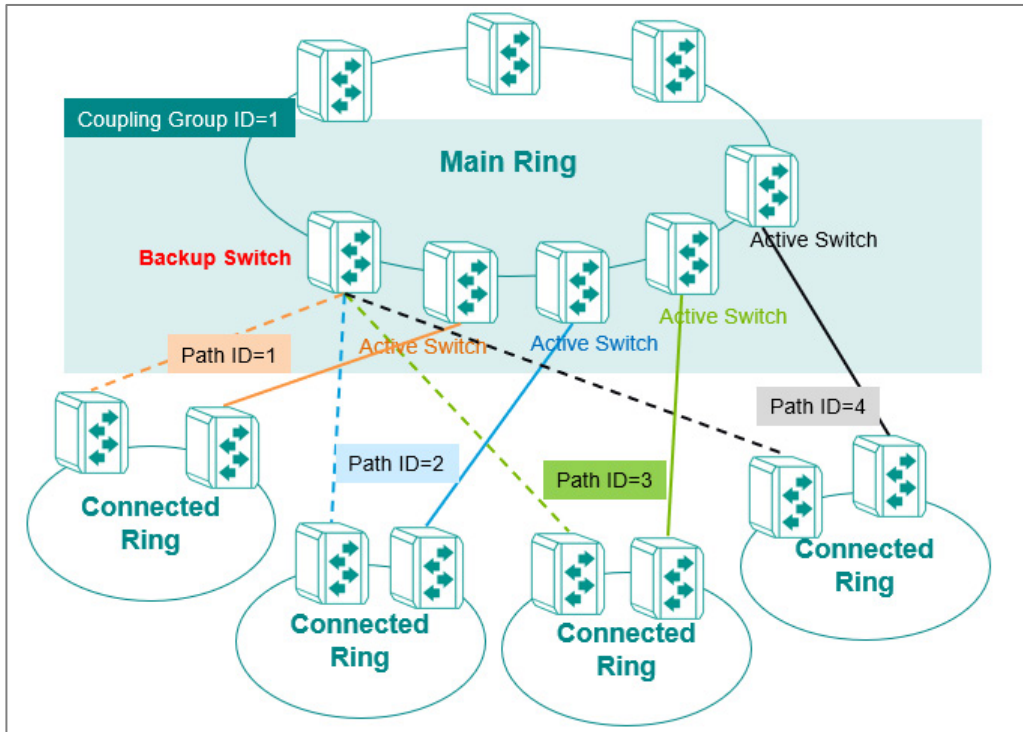 Coupling Group ID=1
Main Ring
Active Switch
Backup Switch
Active Switch
Active Switch
Active Switch
Path ID=1
Path ID=4
Path ID=2
Path ID=3
Connected
Ring
Connected
Ring
Connected
Ring
Connected
Ring